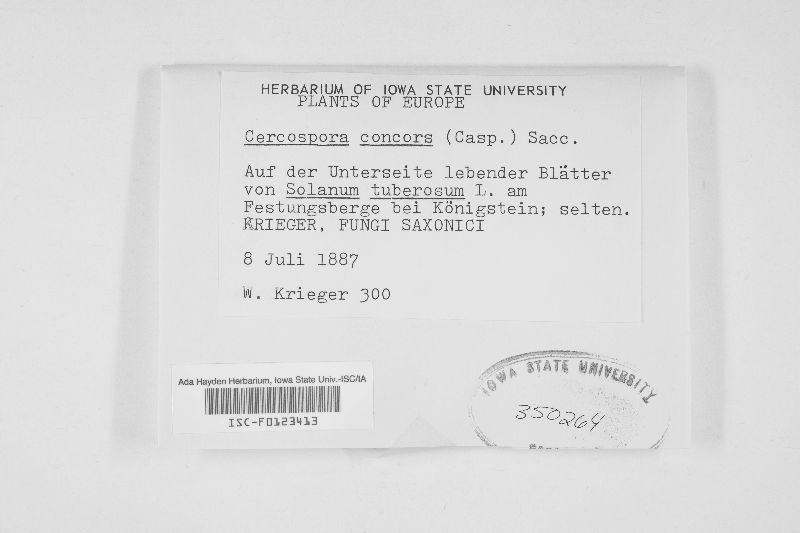 HERBARIUM OF IOWA STATE UNIVERSITY
PLANTS OF EUROPE
Cercospora concors (Casp.) Sacc.
Auf der Unterseite lebender Blätter
von Solanum tuberosum L. am
Festungsberge bei Königstein; selten.
KRIEGER, FUNGI SAXONICI
8 Juli 1887
W. Krieger 300
Ada Hayden Herbarium, Iowa State Univ.-ISC/IA
ISC-F0123413
IOWA STATE UNIVERSITY
350264